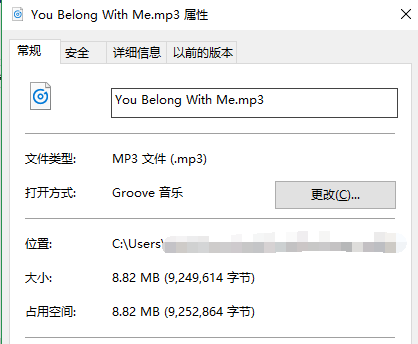 You Belong With Me.mp3 属性
常规 安全 详细信息 以前的版本
You Belong With Me.mp3
文件类型: MP3 文件 (.mp3)
打开方式: Groove 音乐 更改(C)...
位置: C:\Users\
大小: 8.82 MB (9,249,614 字节)
占用空间: 8.82 MB (9,252,864 字节)